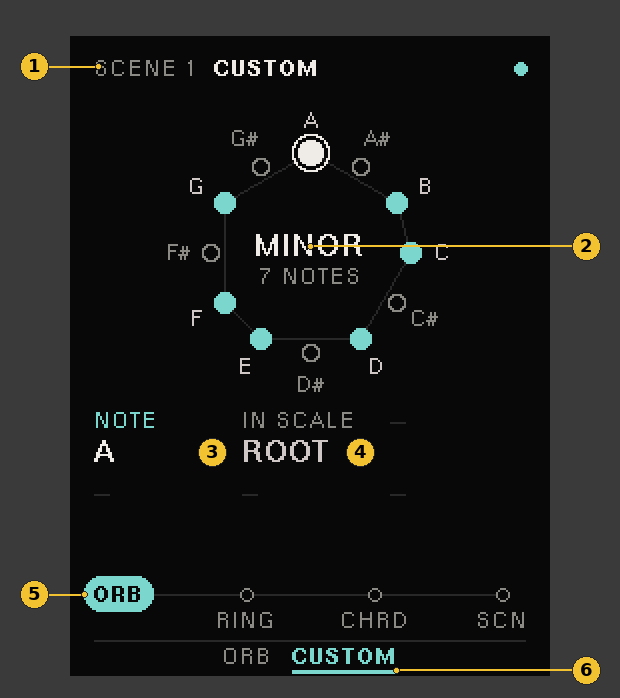 1 SCENE 1 CUSTOM
A
G# A#
G B
F# MINOR C 2
7 NOTES
F C#
E D
D#
NOTE IN SCALE —
A 3 ROOT 4
— — —
5 ORB
RING CHRD SCN
ORB CUSTOM
6